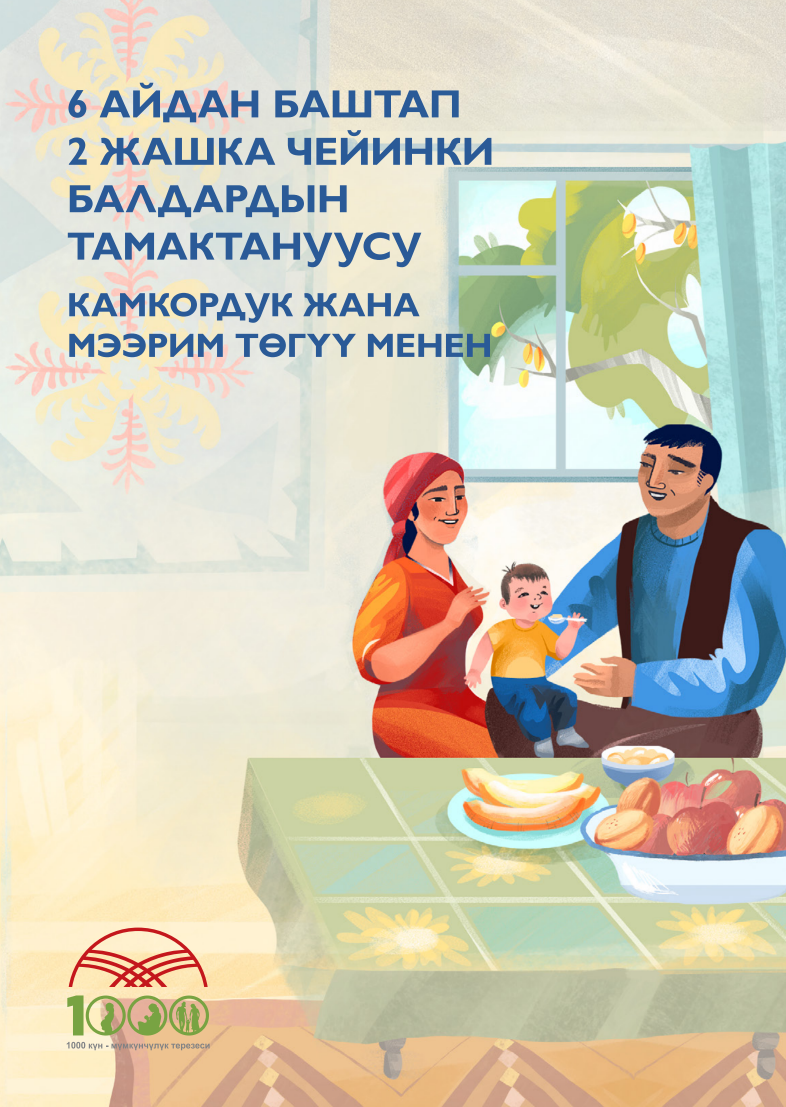 6 АЙДАН БАШТАП
2 ЖАШКА ЧЕЙИНКИ
БАЛДАРДЫН
ТАМАКТАНУУСУ
КАМКОРДУК ЖАНА
МЭЭРИМ ТӨГҮҮ МЕНЕН
1000
1000 күн - мүмкүнчүлүк терезеси